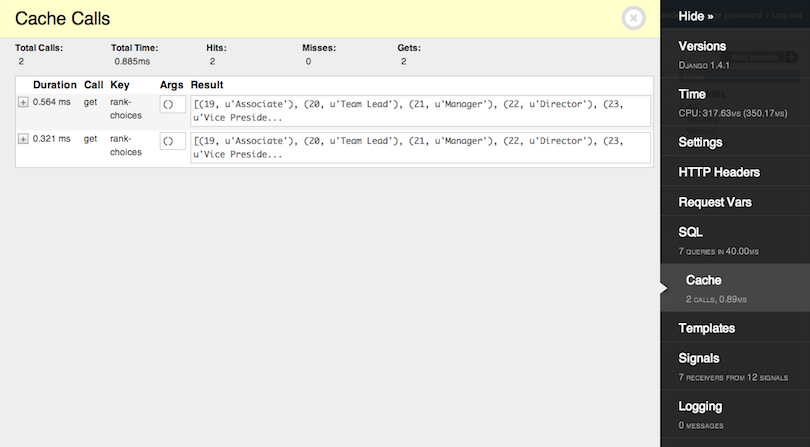 Cache Calls
Total Calls: Total Time: Hits: Misses: Gets:
2 0.885ms 2 0 2
Duration Call Key Args Result
+ 0.564 ms get rank-choices () [(19, u'Associate'), (20, u'Team Lead'), (21, u'Manager'), (22, u'Director'), (23,
u'Vice Preside...
+ 0.321 ms get rank-choices () [(19, u'Associate'), (20, u'Team Lead'), (21, u'Manager'), (22, u'Director'), (23,
u'Vice Preside...
Hide »
password / Log out
Versions
Django 1.4.1
Time
CPU: 317.63ms (350.17ms)
Settings
HTTP Headers
Request Vars
SQL
7 queries in 40.00ms
Cache
2 calls, 0.89ms
Templates
Signals
7 receivers from 12 signals
Logging
0 messages